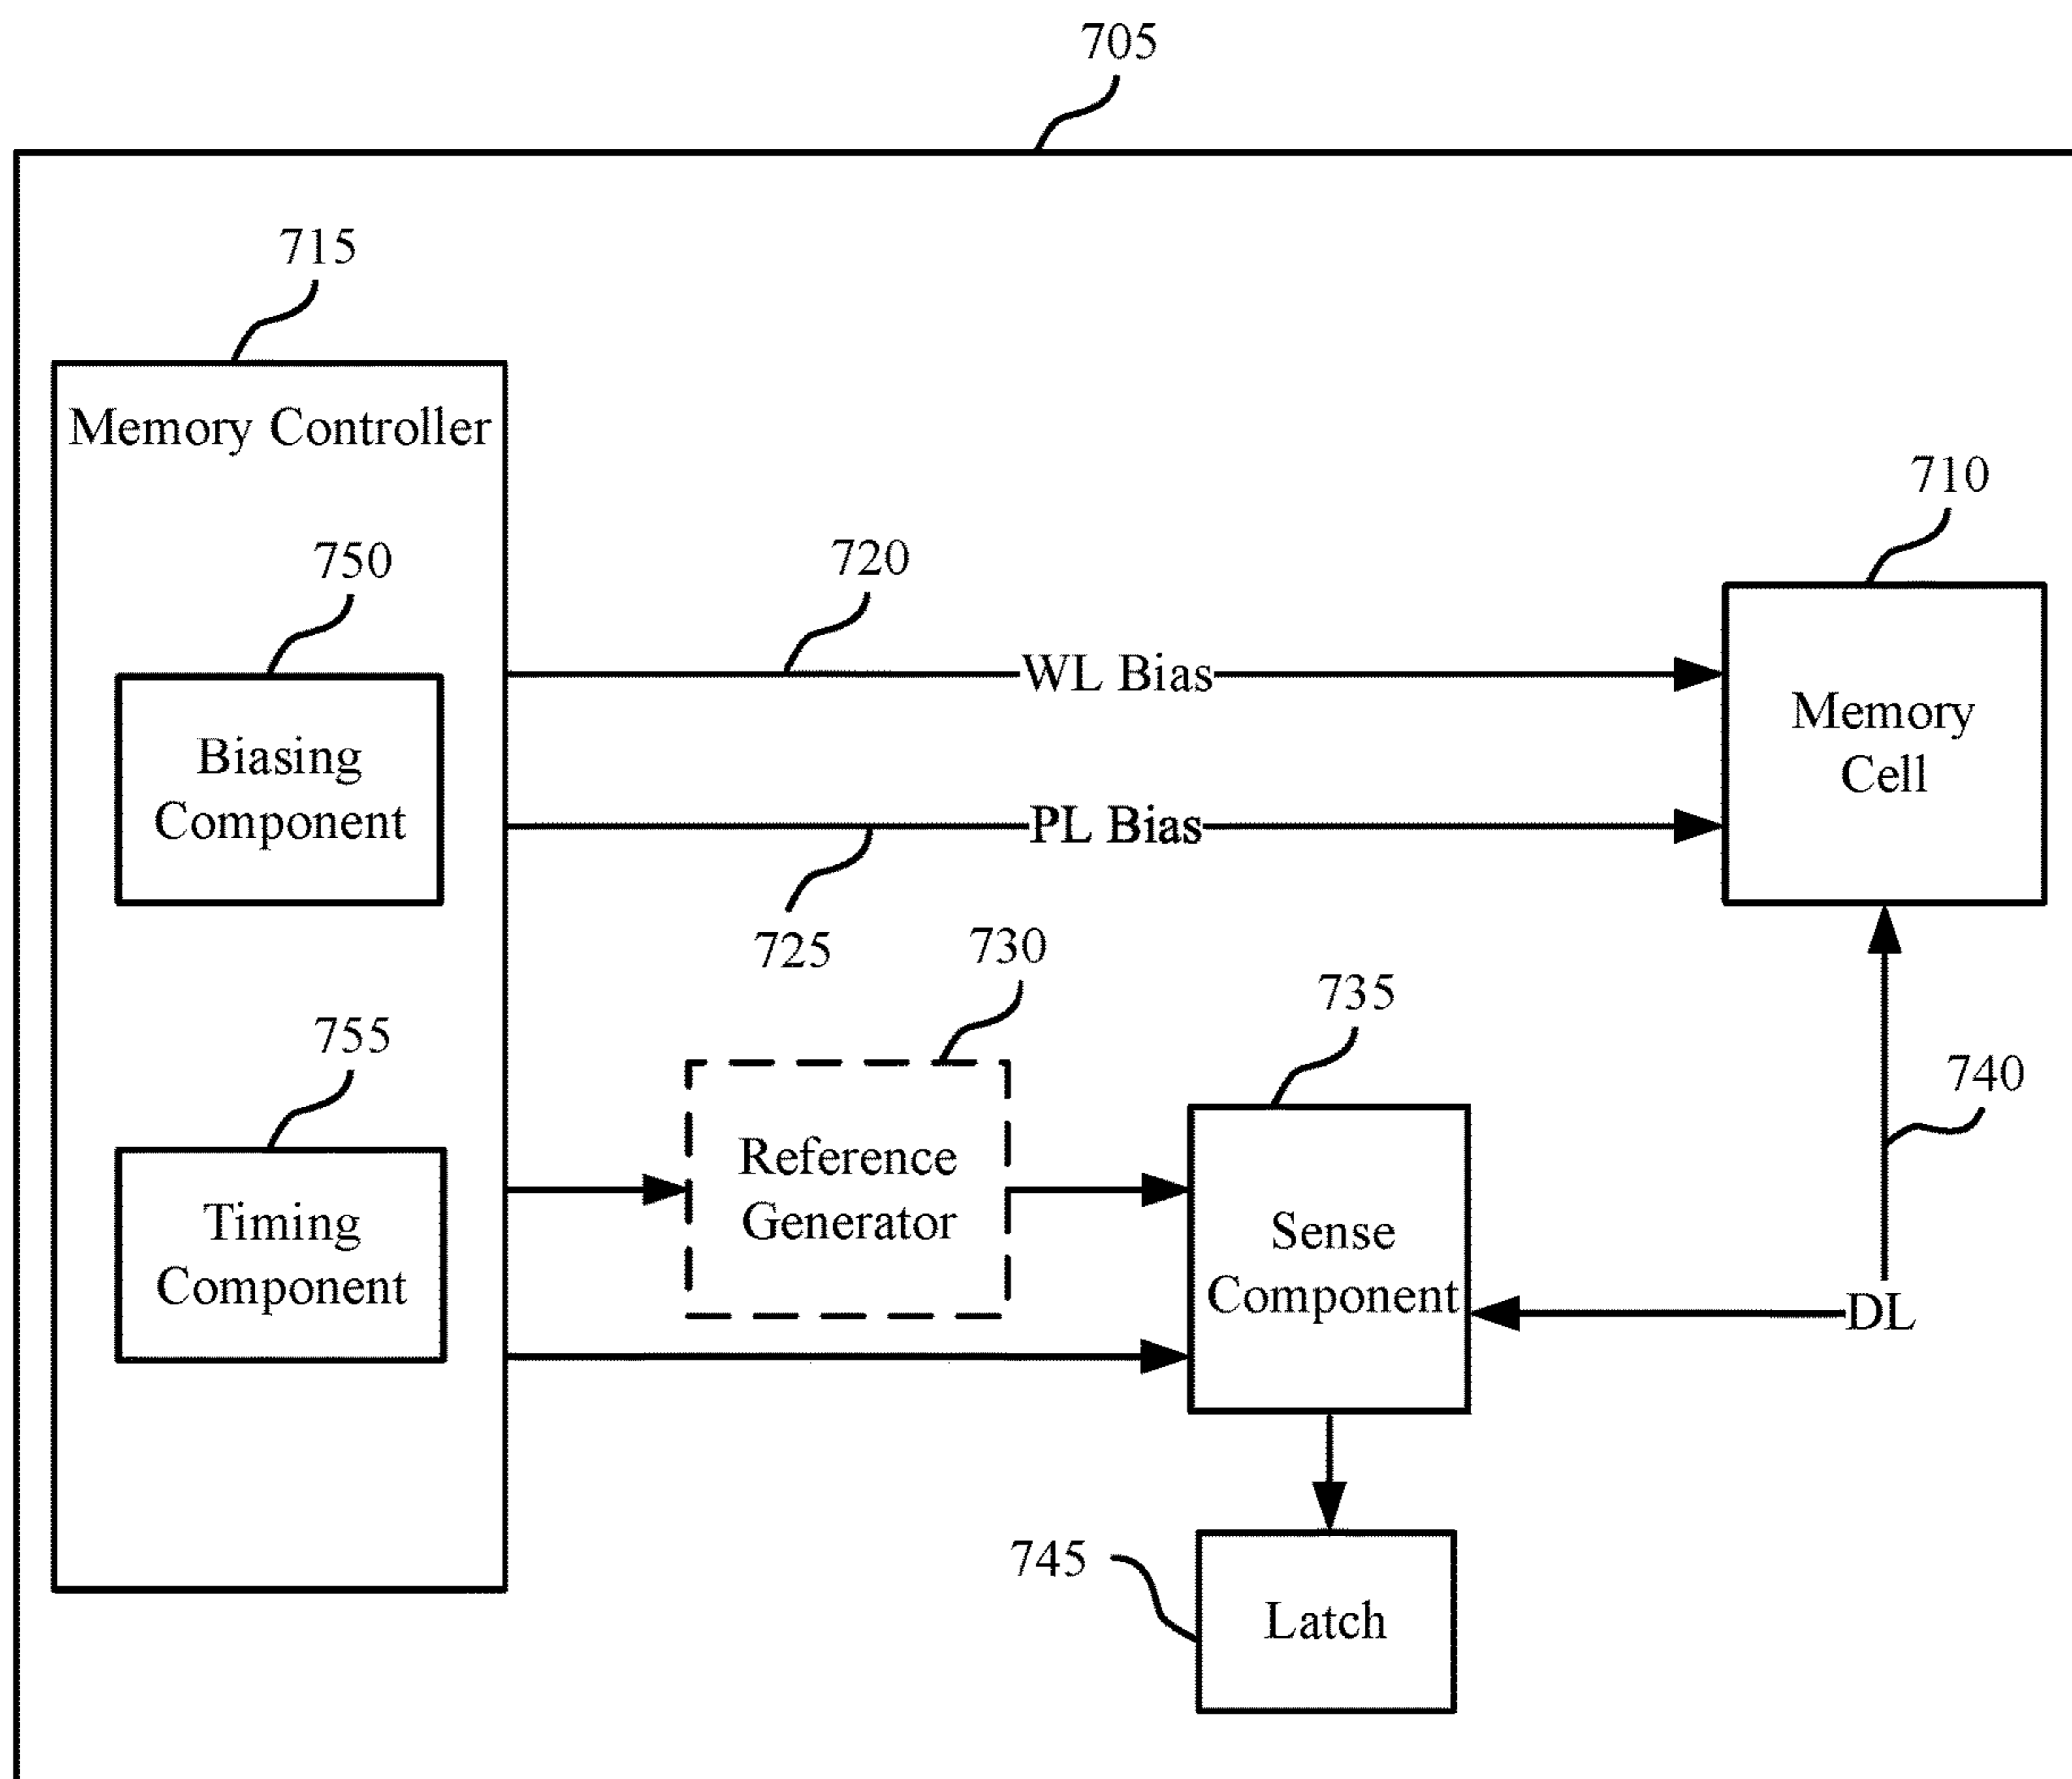 705
715
Memory Controller
710
750
720
WL Bias
Memory
Cell
Biasing
Component
PL Bias
725
730
735
755
740
Reference
Generator
Sense
Component
Timing
Component
DL
745
Latch